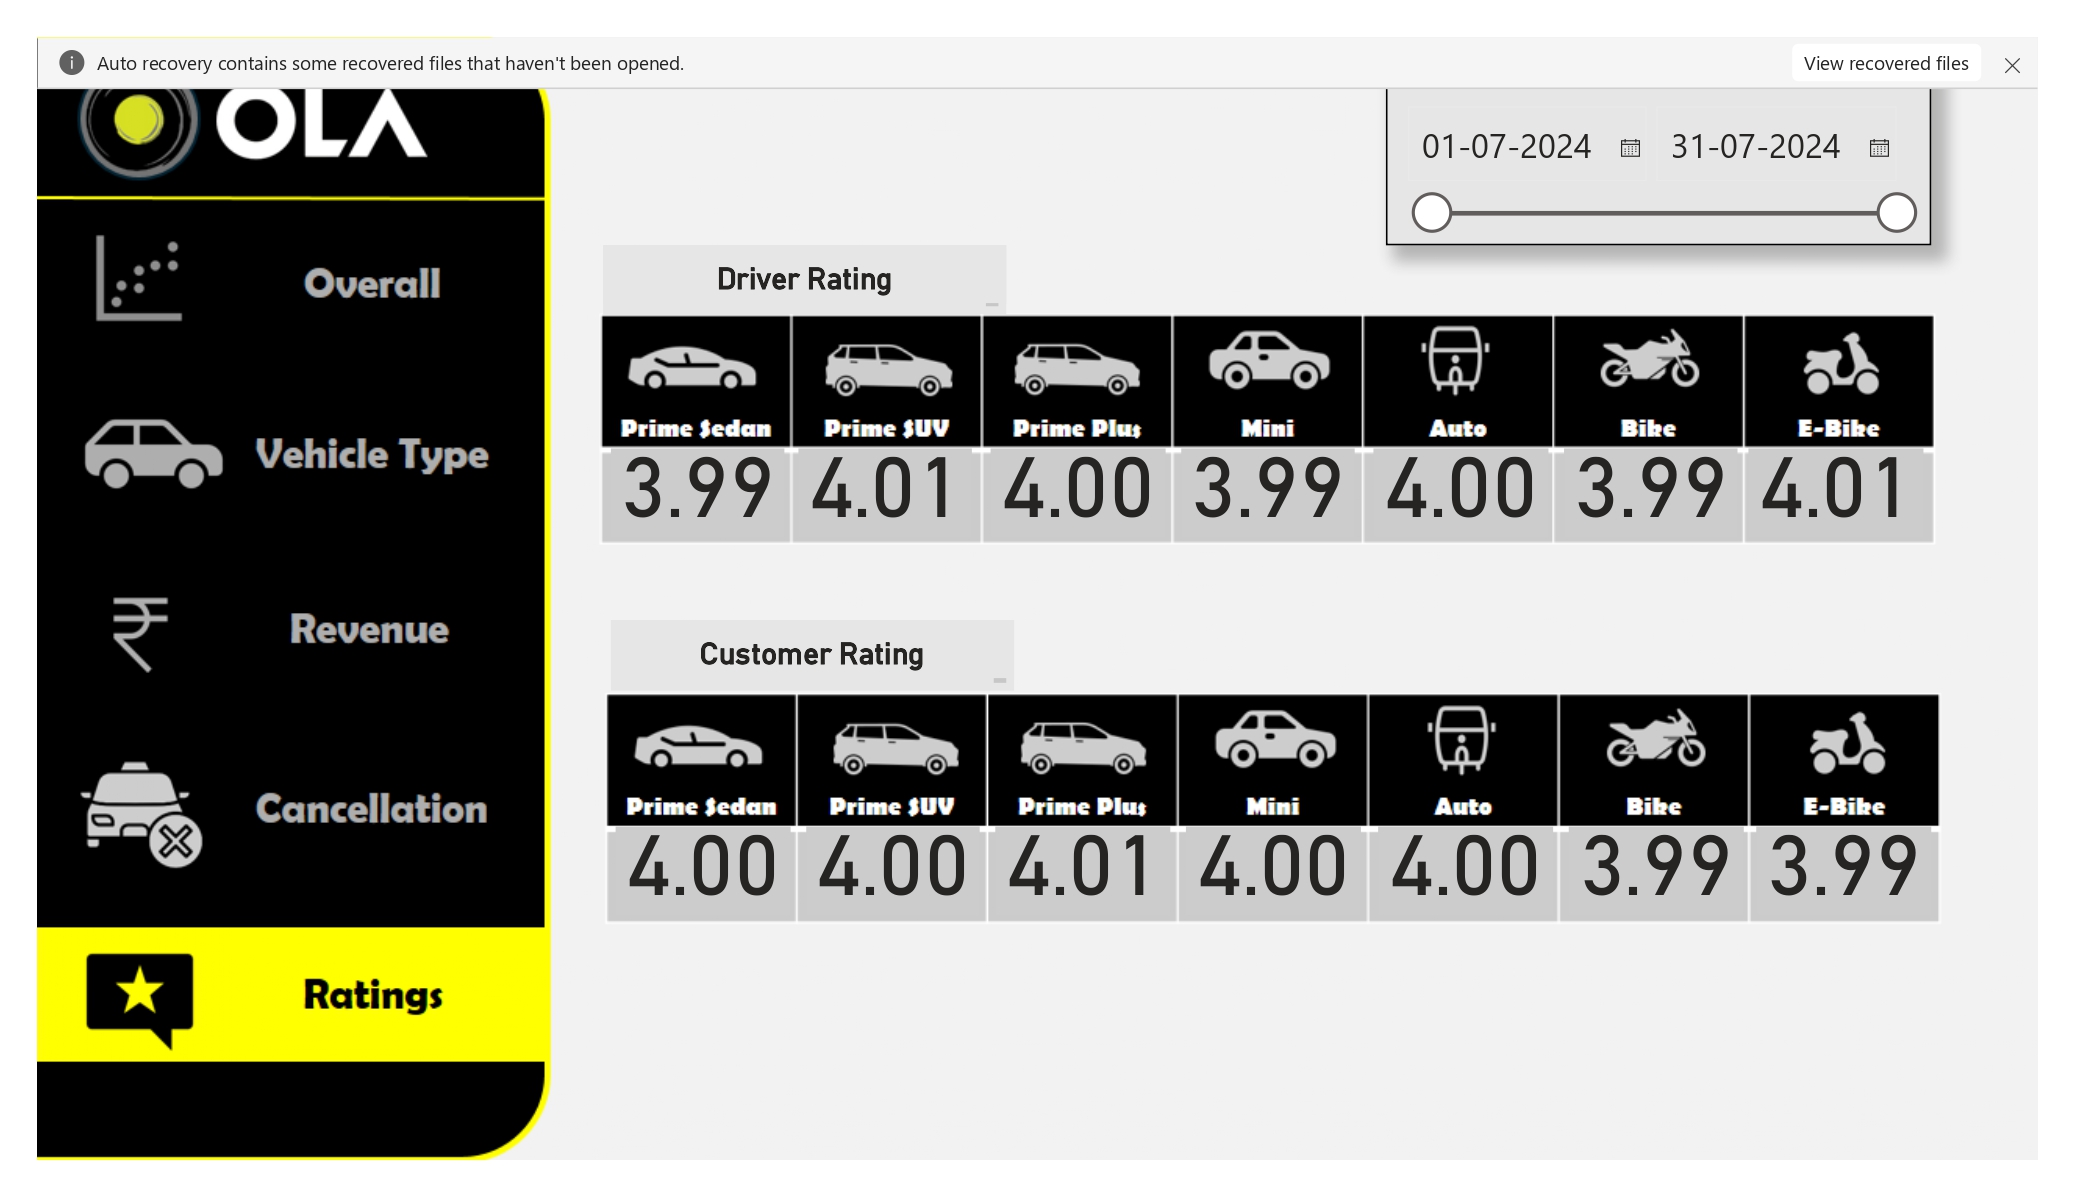 Auto recovery contains some recovered files that haven't been opened.
View recovered files
OLA
01-07-2024 31-07-2024
Overall
Vehicle Type
Revenue
Cancellation
Ratings
Driver Rating
Prime Sedan Prime SUV Prime Plus Mini Auto Bike E-Bike
3.99 4.01 4.00 3.99 4.00 3.99 4.01
Customer Rating
Prime Sedan Prime SUV Prime Plus Mini Auto Bike E-Bike
4.00 4.00 4.01 4.00 4.00 3.99 3.99